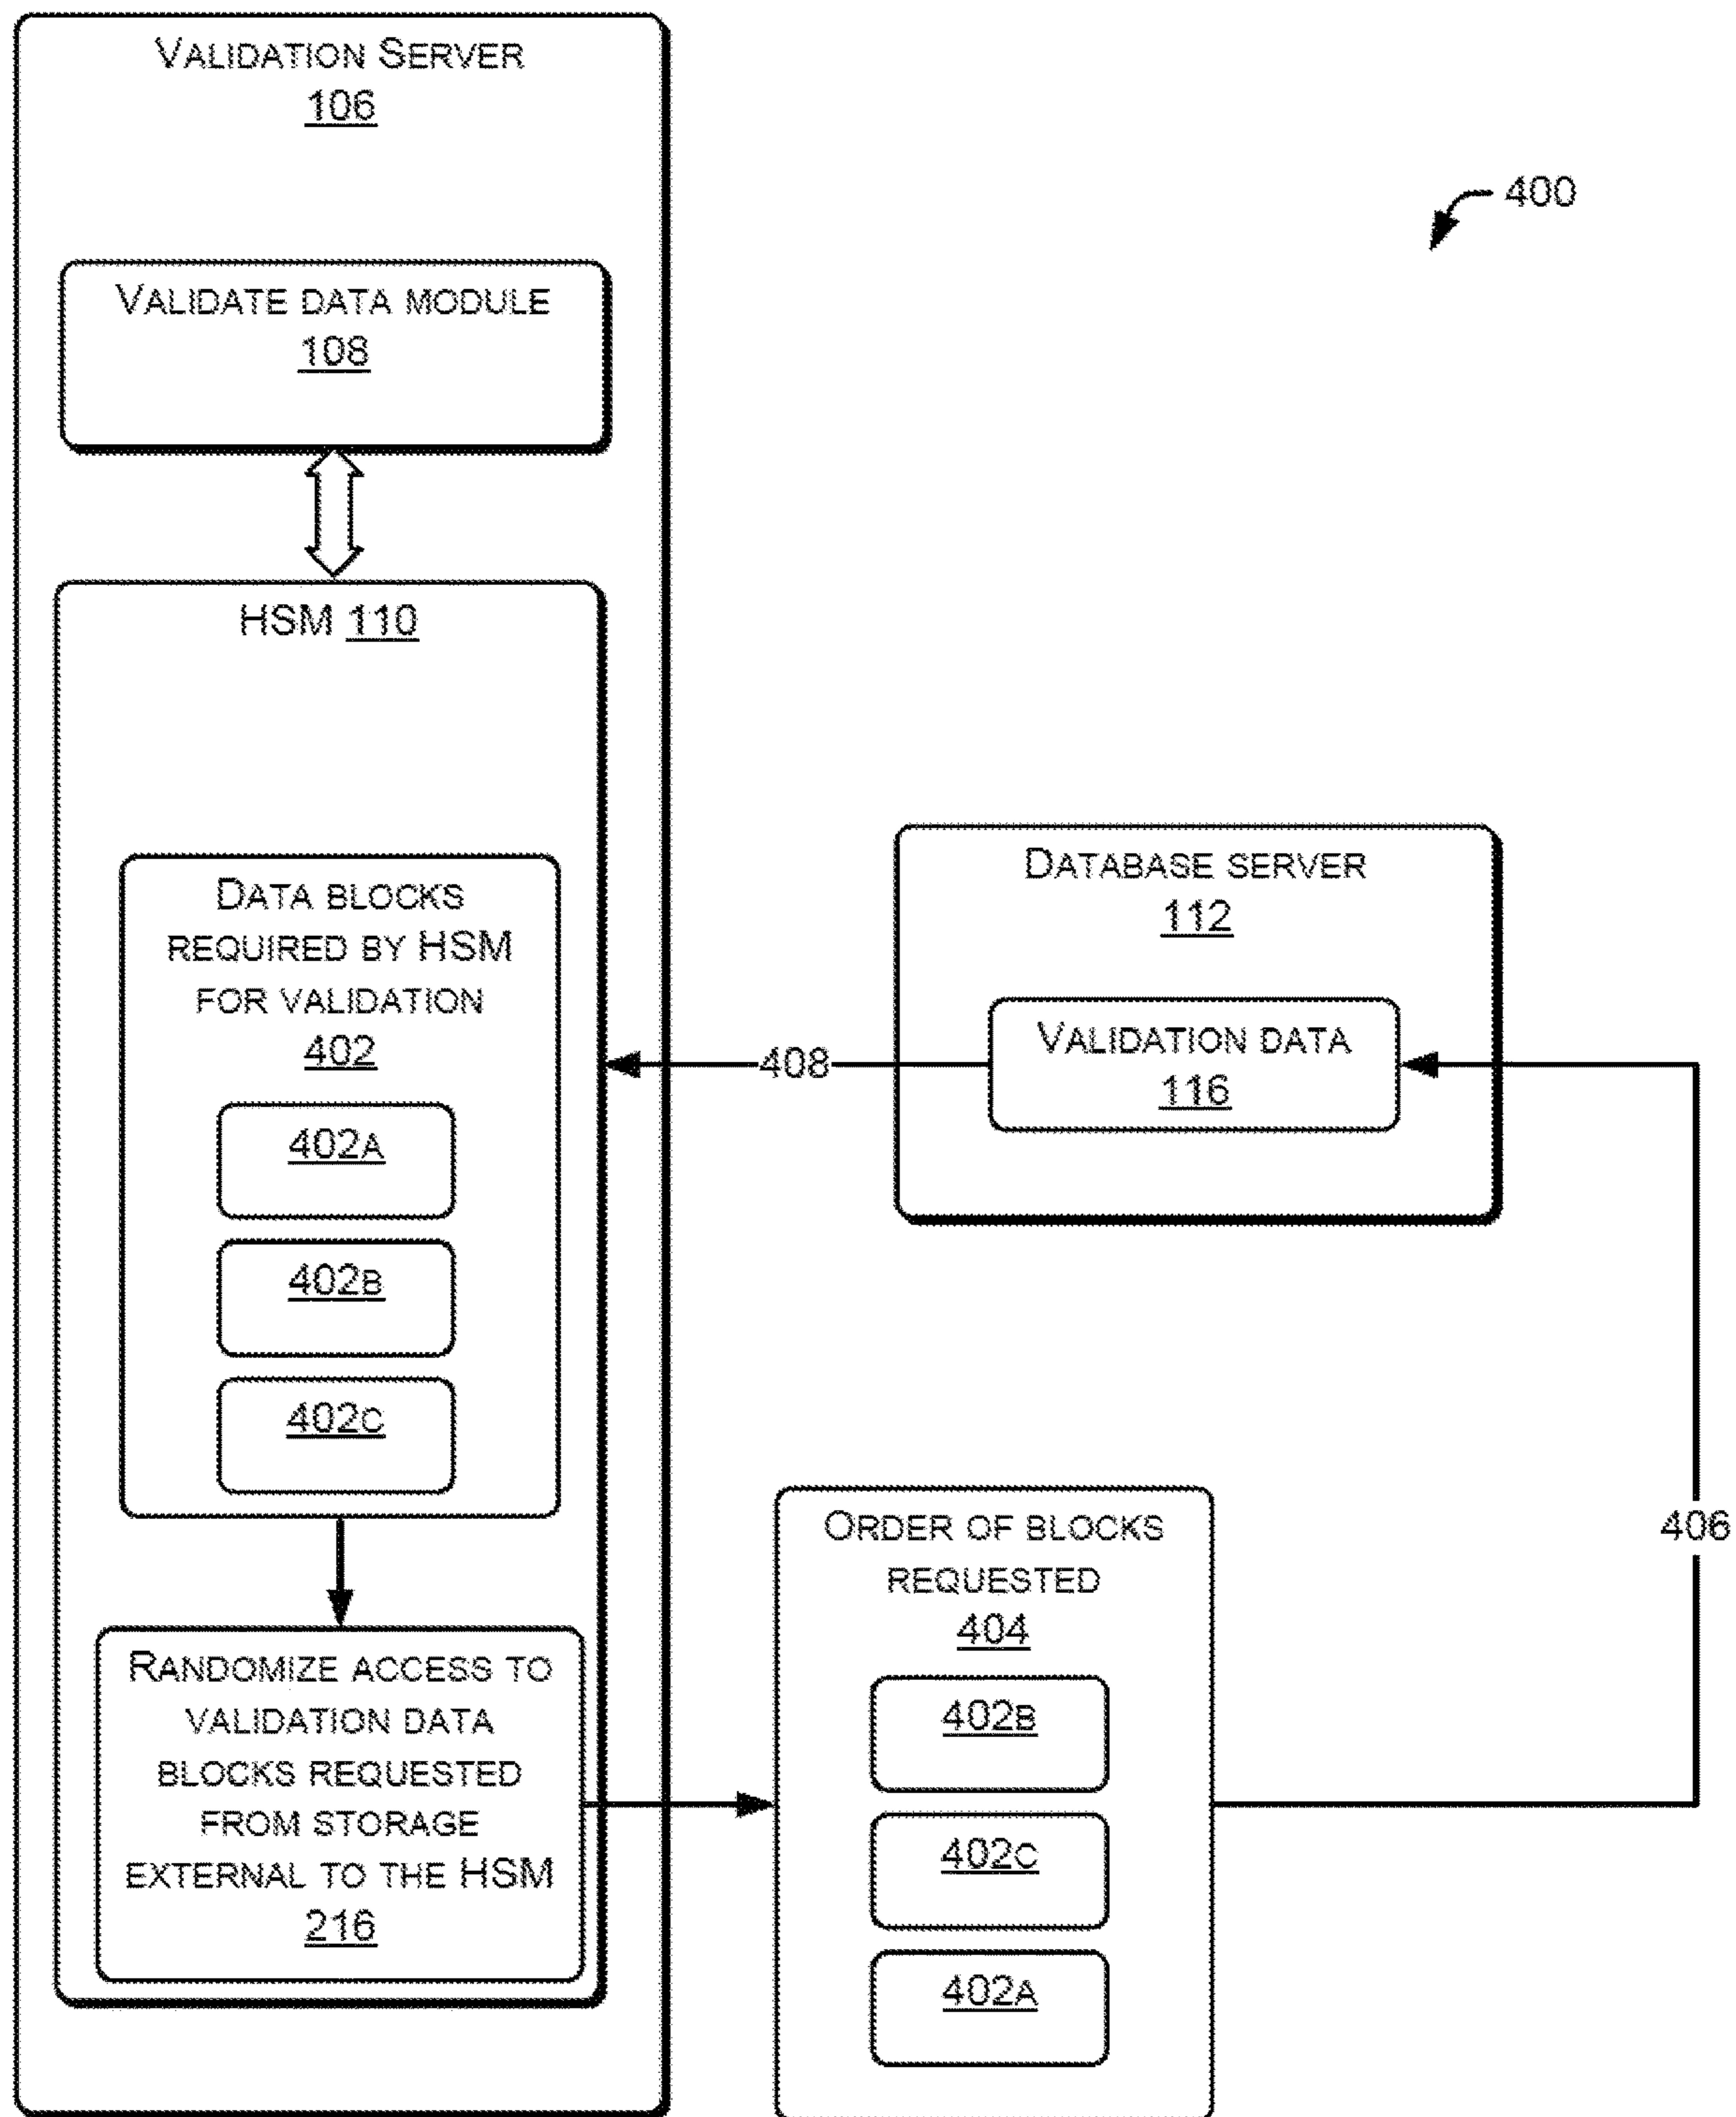 Validation Server
106
400
Validate data module
108
HSM 110
Data blocks
required by HSM
for validation
402
402A
402B
402C
Randomize access to
validation data
blocks requested
from storage
external to the HSM
216
Database server
112
Validation data
116
408
406
Order of blocks
requested
404
402B
402C
402A